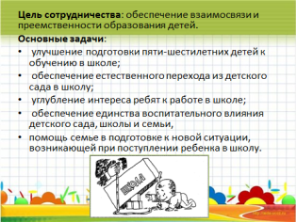 Цель сотрудничества: обеспечение взаимосвязи и
преемственности образования детей.
Основные задачи:
• улучшение подготовки пяти-шестилетних детей к
обучению в школе;
• обеспечение естественного перехода из детского
сада в школу;
• углубление интереса ребят к работе в школе;
• обеспечение единства воспитательного влияния
детского сада, школы и семьи,
• помощь семье в подготовке к новой ситуации,
возникающей при поступлении ребенка в школу.
ШКОЛА